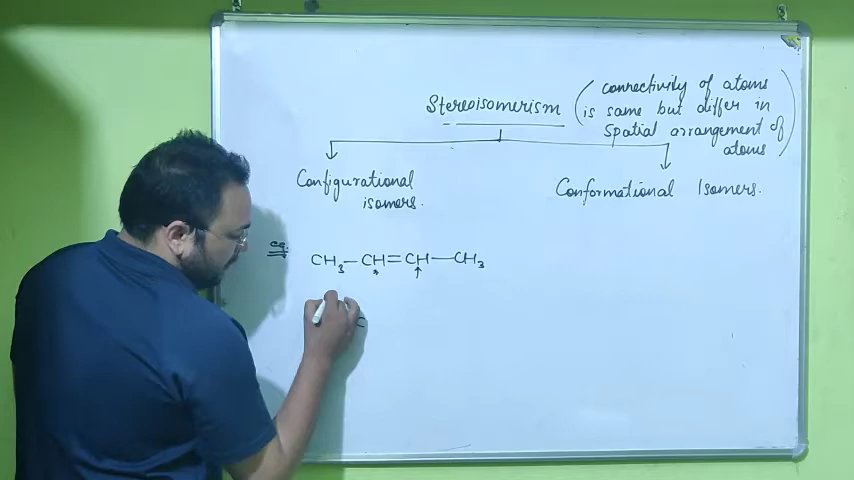 Stereoisomerism (connectivity of atoms
is same but differ in
spatial arrangement of
atoms)
Configurational
isomers.
Conformational Isomers.
eg. CH₃-CH=CH-CH₃
C